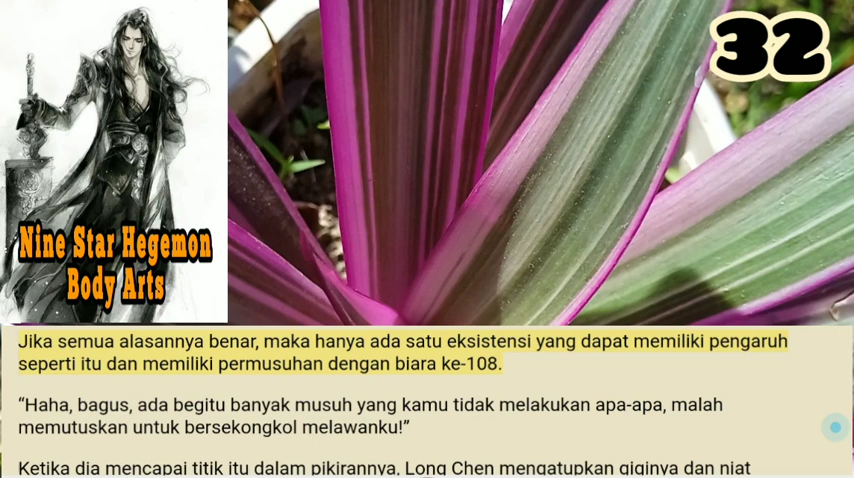 32
Nine Star Hegemon
Body Arts
Jika semua alasannya benar, maka hanya ada satu eksistensi yang dapat memiliki pengaruh
seperti itu dan memiliki permusuhan dengan biara ke-108.
“Haha, bagus, ada begitu banyak musuh yang kamu tidak melakukan apa-apa, malah
memutuskan untuk bersekongkol melawanku!”
Ketika dia mencapai titik itu dalam pikirannya, Long Chen mengatupkan giginya dan niat